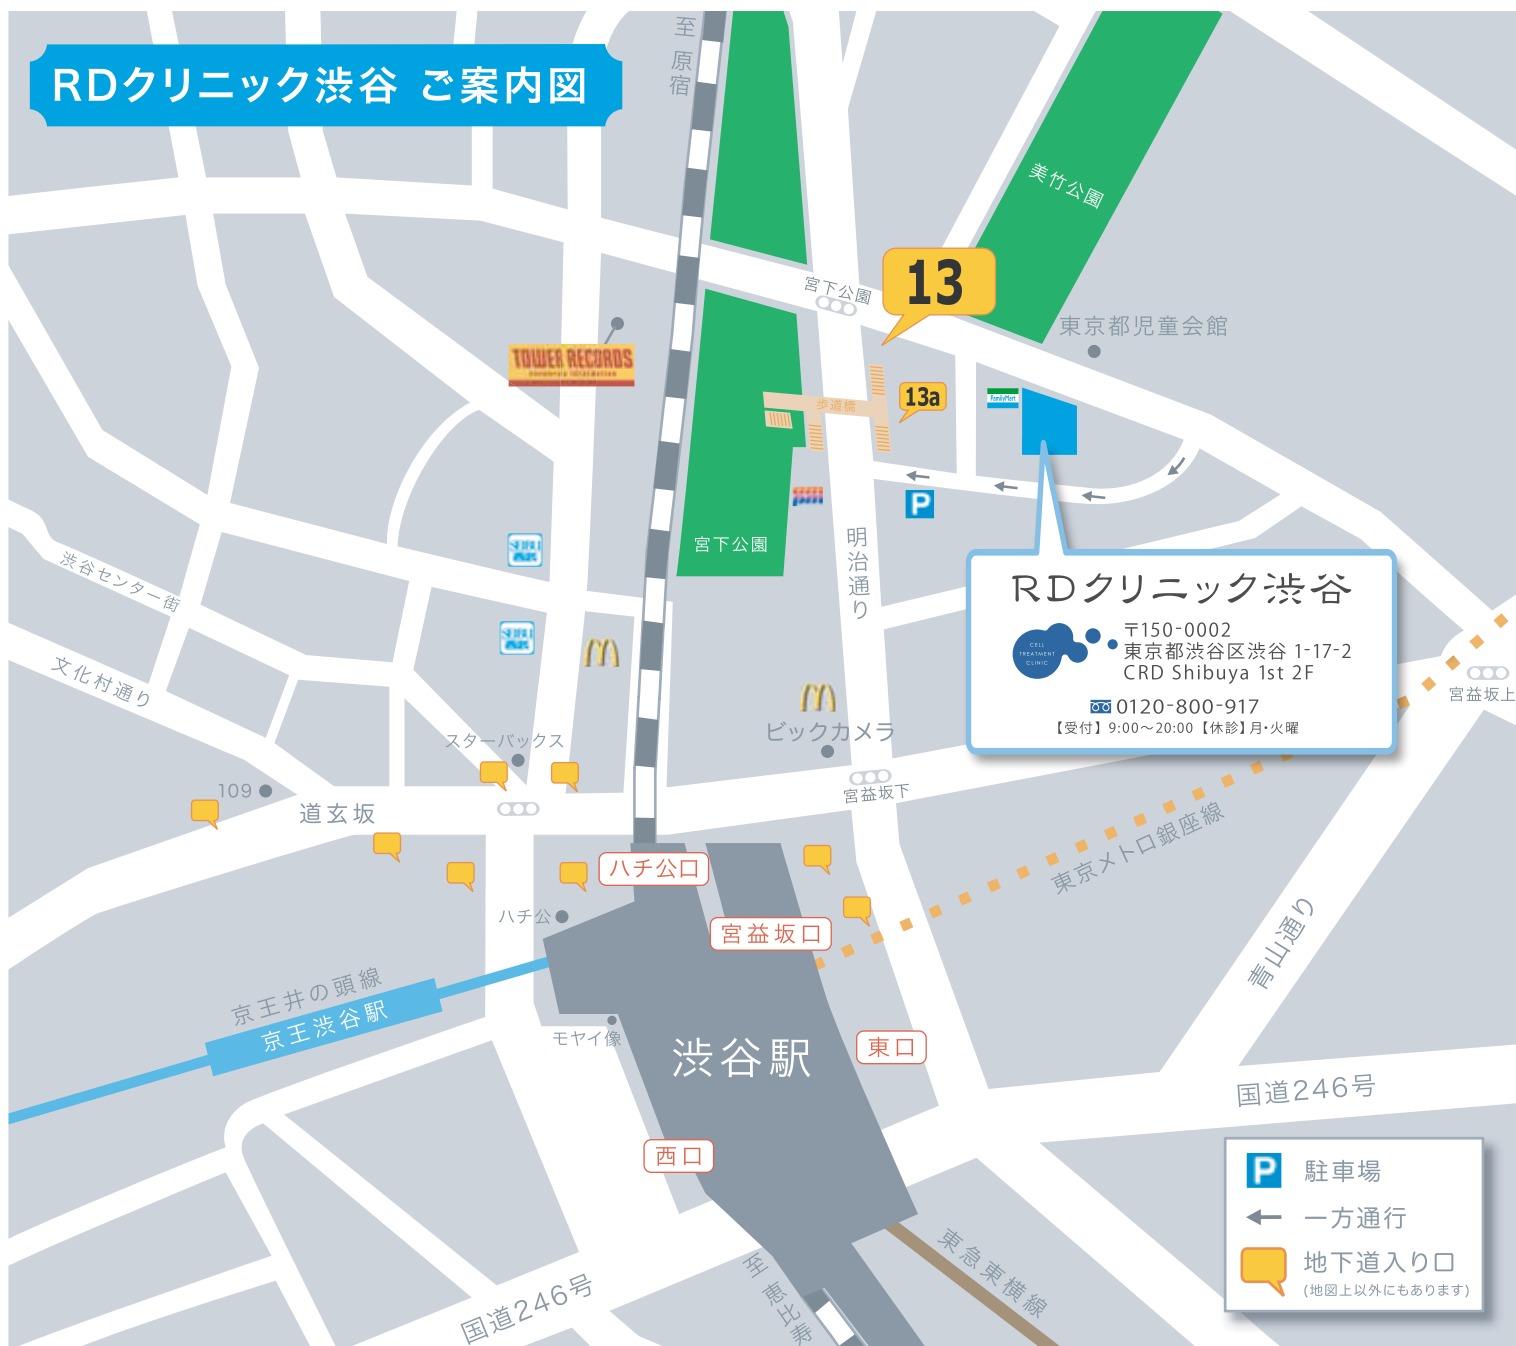 RDクリニック渋谷 ご案内図
至 原宿
美竹公園
宮下公園
13
東京都児童会館
TOWER RECORDS
歩道橋
13a
FamilyMart
P
宮下公園
明治通り
SEIBU
渋谷センター街
SEIBU
文化村通り
RDクリニック渋谷
CELL
TREATMENT
CLINIC
〒150-0002
東京都渋谷区渋谷 1-17-2
CRD Shibuya 1st 2F
0120-800-917
【受付】9:00〜20:00【休診】月・火曜
宮益坂上
ビックカメラ
スターバックス
109
道玄坂
宮益坂下
東京メトロ銀座線
ハチ公口
ハチ公
宮益坂口
青山通り
京王井の頭線
京王渋谷駅
モヤイ像
渋谷駅
東口
国道246号
西口
東急東横線
至 恵比寿
国道246号
P 駐車場
一方通行
地下道入り口
(地図上以外にもあります)